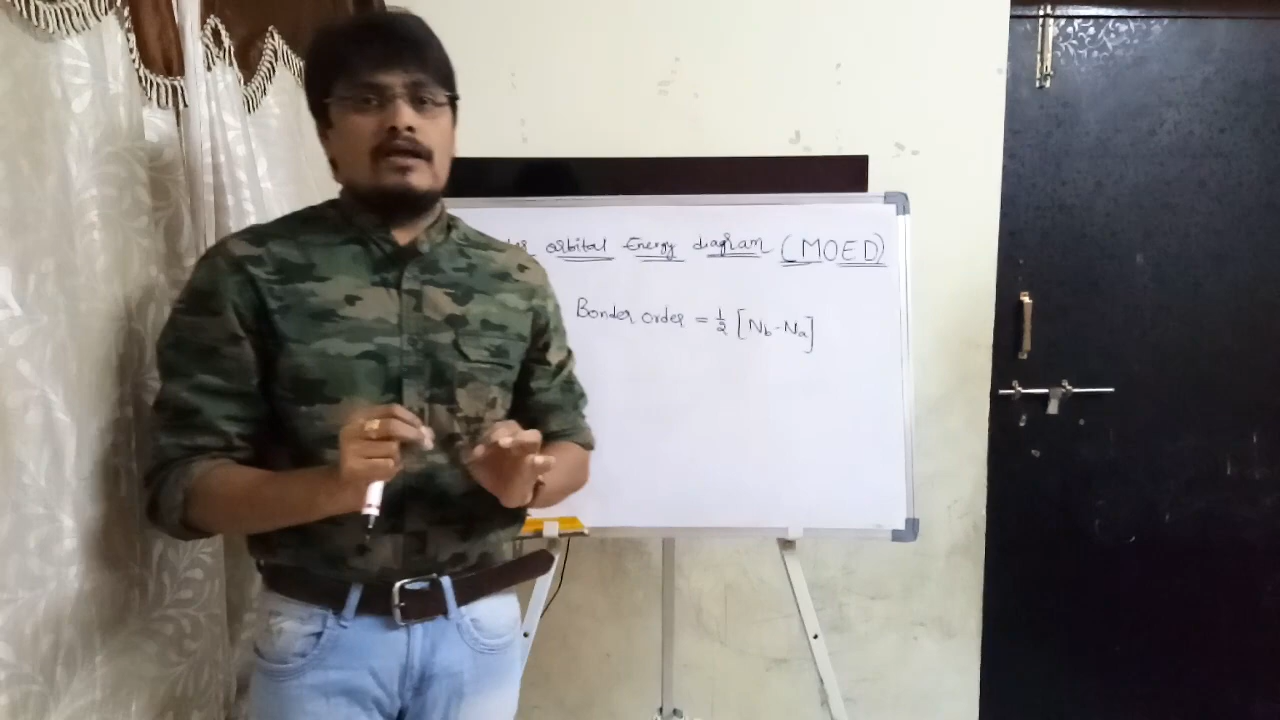 orbital Energy diagram (MOED)
Bonder order = 1/2 [Nb - Na]